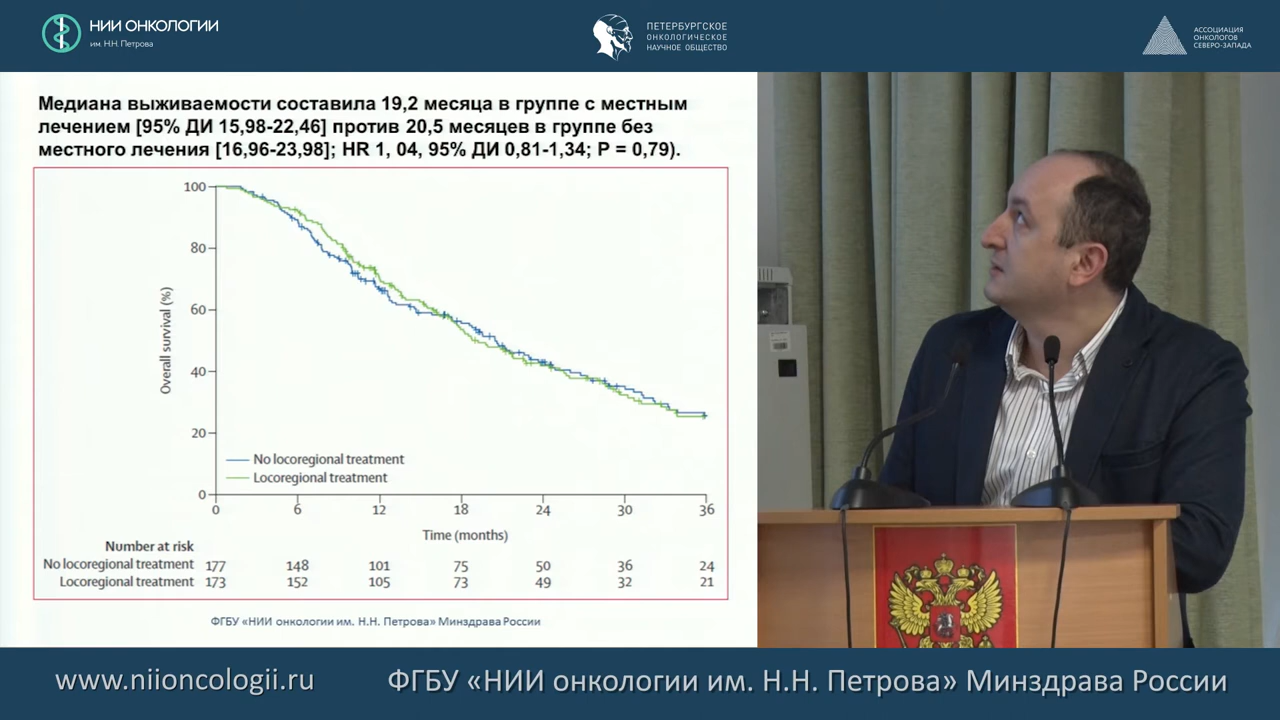 НИИ ОНКОЛОГИИ
им. Н.Н. Петрова
ПЕТЕРБУРГСКОЕ
ОНКОЛОГИЧЕСКОЕ
НАУЧНОЕ ОБЩЕСТВО
АССОЦИАЦИЯ
ОНКОЛОГОВ
СЕВЕРО-ЗАПАДА
Медиана выживаемости составила 19,2 месяца в группе с местным
лечением [95% ДИ 15,98-22,46] против 20,5 месяцев в группе без
местного лечения [16,96-23,98]; HR 1, 04, 95% ДИ 0,81-1,34; P = 0,79).
100
80
60
40
20
0
Overall survival (%)
No locoregional treatment
Locoregional treatment
0 6 12 18 24 30 36
Time (months)
Number at risk
No locoregional treatment 177 148 101 75 50 36 24
Locoregional treatment 173 152 105 73 49 32 21
ФГБУ «НИИ онкологии им. Н.Н. Петрова» Минздрава России
www.niioncologii.ru
ФГБУ «НИИ онкологии им. Н.Н. Петрова» Минздрава России